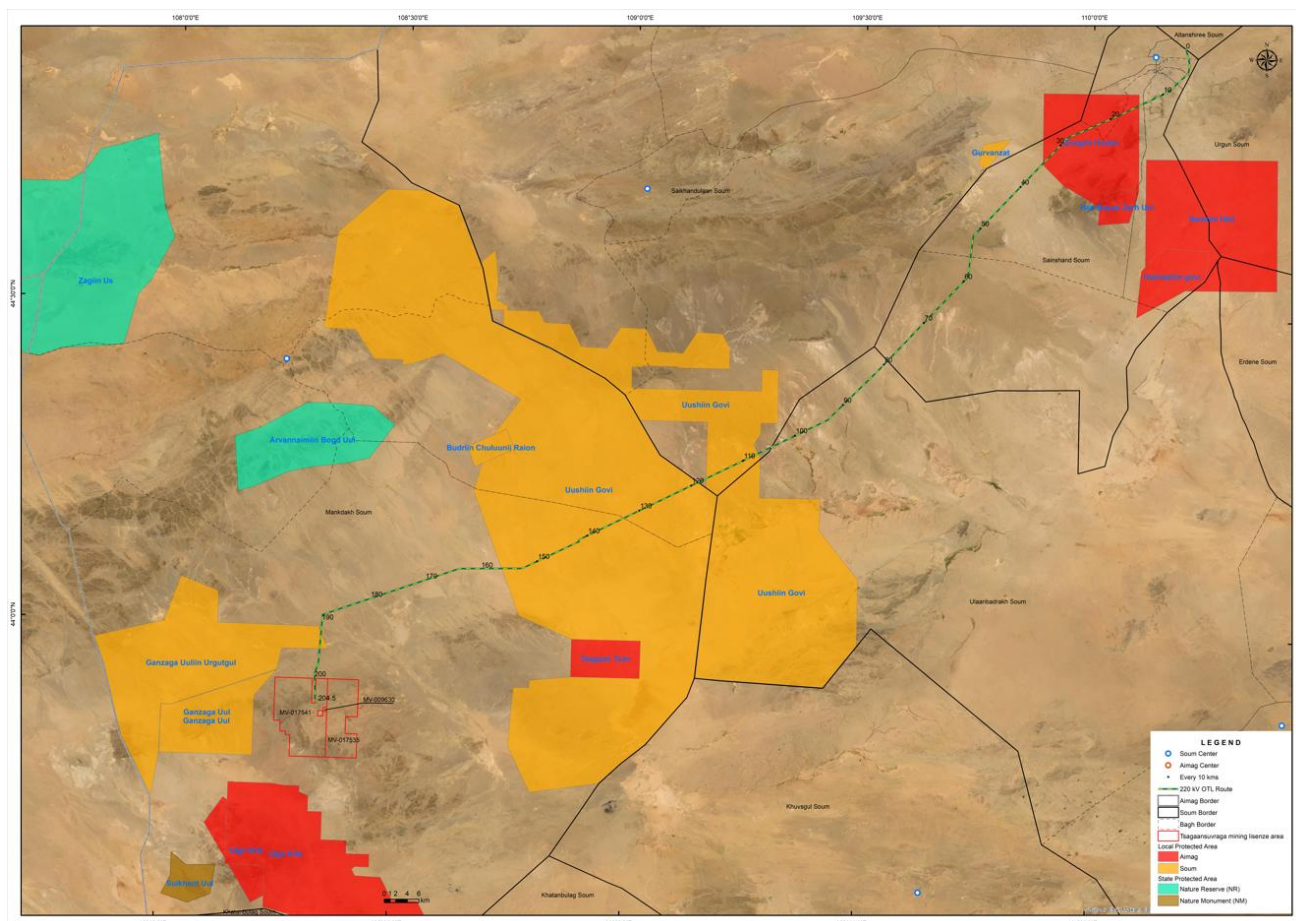 108°0'0"E
108°30'0"E
109°0'0"E
109°30'0"E
110°0'0"E
Altanshiree Soum
0
N
W
E
S
10
20
30
Gurvanzat
Urgun Soum
40
Saikhandulaan Soum
50
Sainshand Soum
60
Zagiin Us
44°30'0"N
70
80
Erdene Soum
90
Uushiin Govi
100
Arvannaimiin Bogd Uul
Budriin Chuluunii Raion
110
120
Uushiin Govi
130
Mankdakh Soum
140
150
160
170
180
190
Uushiin Govi
Ulaanbadrakh Soum
44°0'0"N
Ganzaga Uuliin Urgutgul
200
204.5
MV-009630
MV-017541
Ganzaga Uul
Ganzaga Uul
Khuvsgul Soum
Suikhent Uul
0 1 2 4 6
km
Khatanbulag Soum
Khatanbulag Soum
LEGEND
Soum Center
Aimag Center
Every 10 kms
220 kV OTL Route
Aimag Border
Soum Border
Bagh Border
Tsagaansuvraga mining lisenze area
Local Protected Area
Aimag
Soum
State Protected Area
Nature Reserve (NR)
Nature Monument (NM)